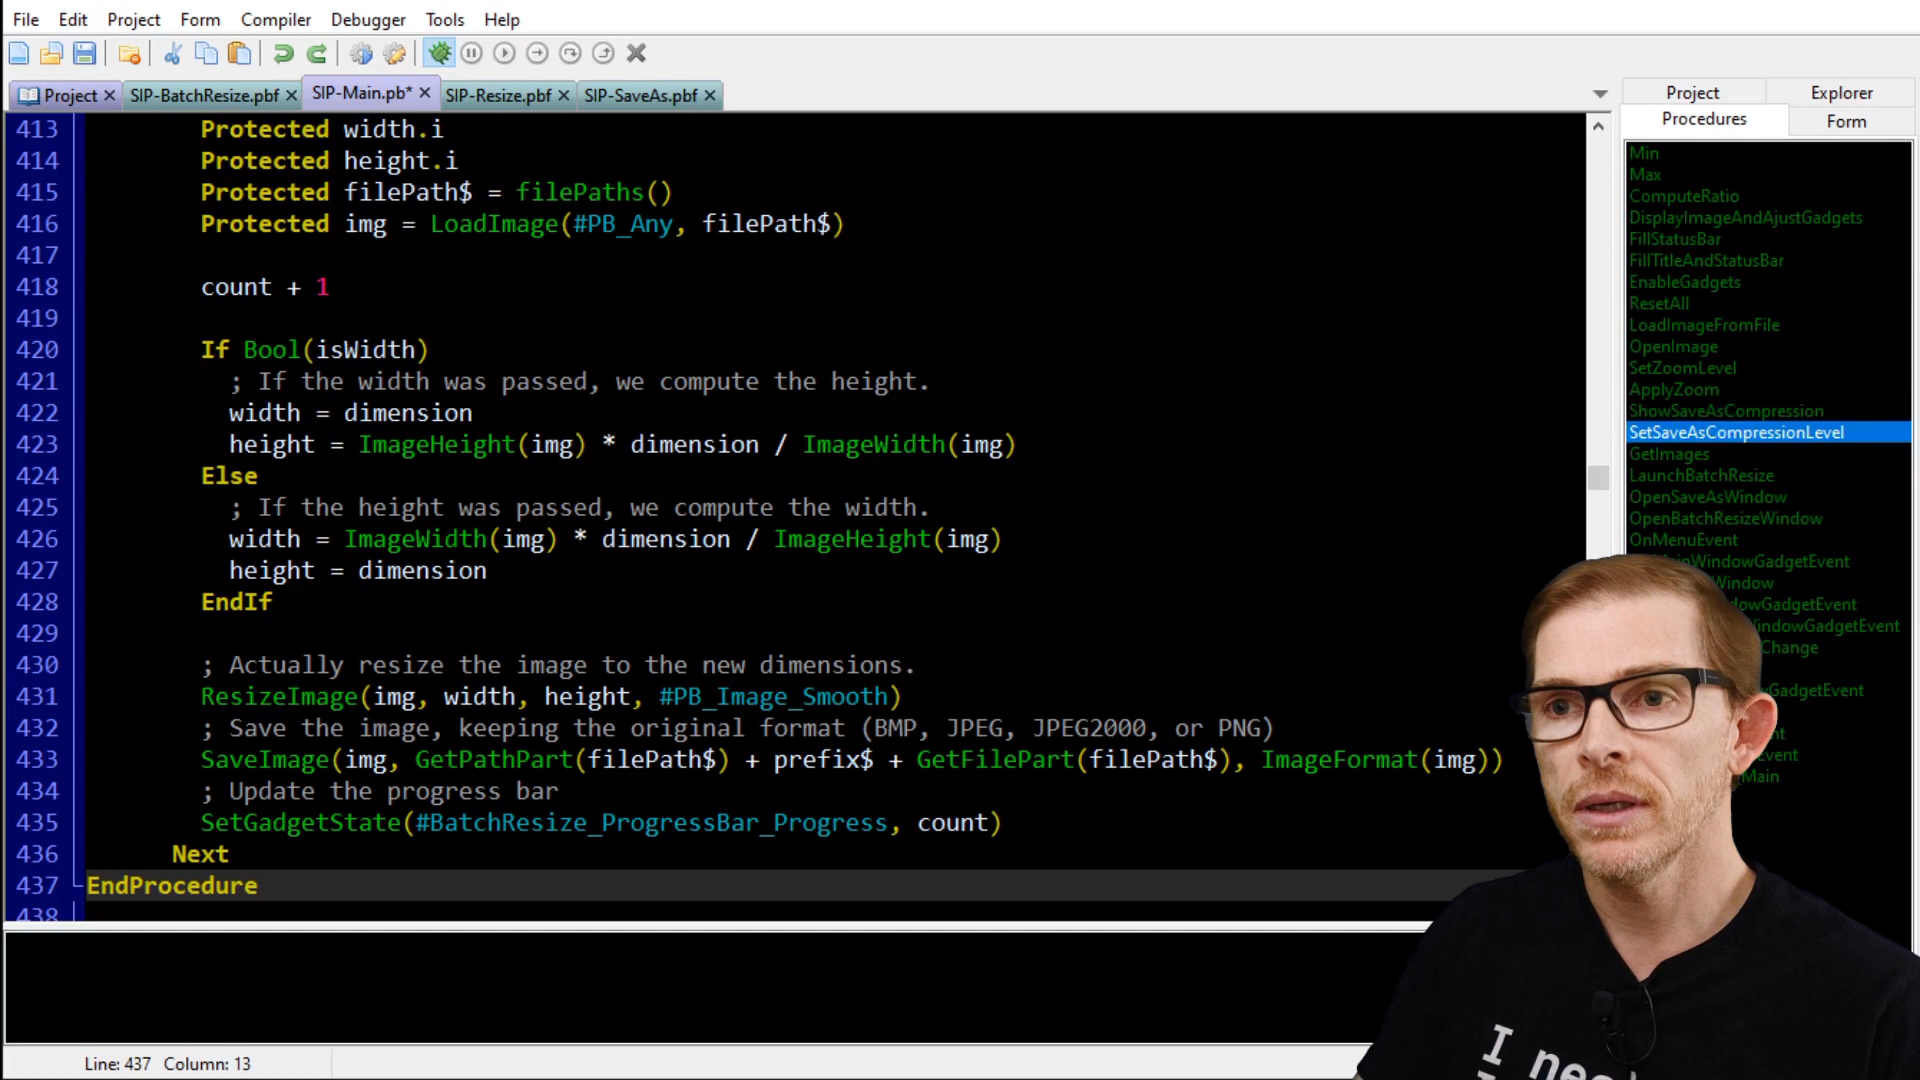 File Edit Project Form Compiler Debugger Tools Help
Project SIP-BatchResize.pbf SIP-Main.pb* SIP-Resize.pbf SIP-SaveAs.pbf
413 Protected width.i
414 Protected height.i
415 Protected filePath$ = filePaths()
416 Protected img = LoadImage(#PB_Any, filePath$)
417
418 count + 1
419
420 If Bool(isWidth)
421 ; If the width was passed, we compute the height.
422 width = dimension
423 height = ImageHeight(img) * dimension / ImageWidth(img)
424 Else
425 ; If the height was passed, we compute the width.
426 width = ImageWidth(img) * dimension / ImageHeight(img)
427 height = dimension
428 EndIf
429
430 ; Actually resize the image to the new dimensions.
431 ResizeImage(img, width, height, #PB_Image_Smooth)
432 ; Save the image, keeping the original format (BMP, JPEG, JPEG2000, or PNG)
433 SaveImage(img, GetPathPart(filePath$) + prefix$ + GetFilePart(filePath$), ImageFormat(img))
434 ; Update the progress bar
435 SetGadgetState(#BatchResize_ProgressBar_Progress, count)
436 Next
437 EndProcedure
438
Line: 437 Column: 13
Project Explorer
Procedures Form
Min
Max
ComputeRatio
DisplayImageAndAjustGadgets
FillStatusBar
FillTitleAndStatusBar
EnableGadgets
ResetAll
LoadImageFromFile
OpenImage
SetZoomLevel
ApplyZoom
ShowSaveAsCompression
SetSaveAsCompressionLevel
GetImages
LaunchBatchResize
OpenSaveAsWindow
OpenBatchResizeWindow
OnMenuEvent
inWindowGadgetEvent
Window
dowGadgetEvent
indowGadgetEvent
Change
GadgetEvent
nt
Event
Main
I ne